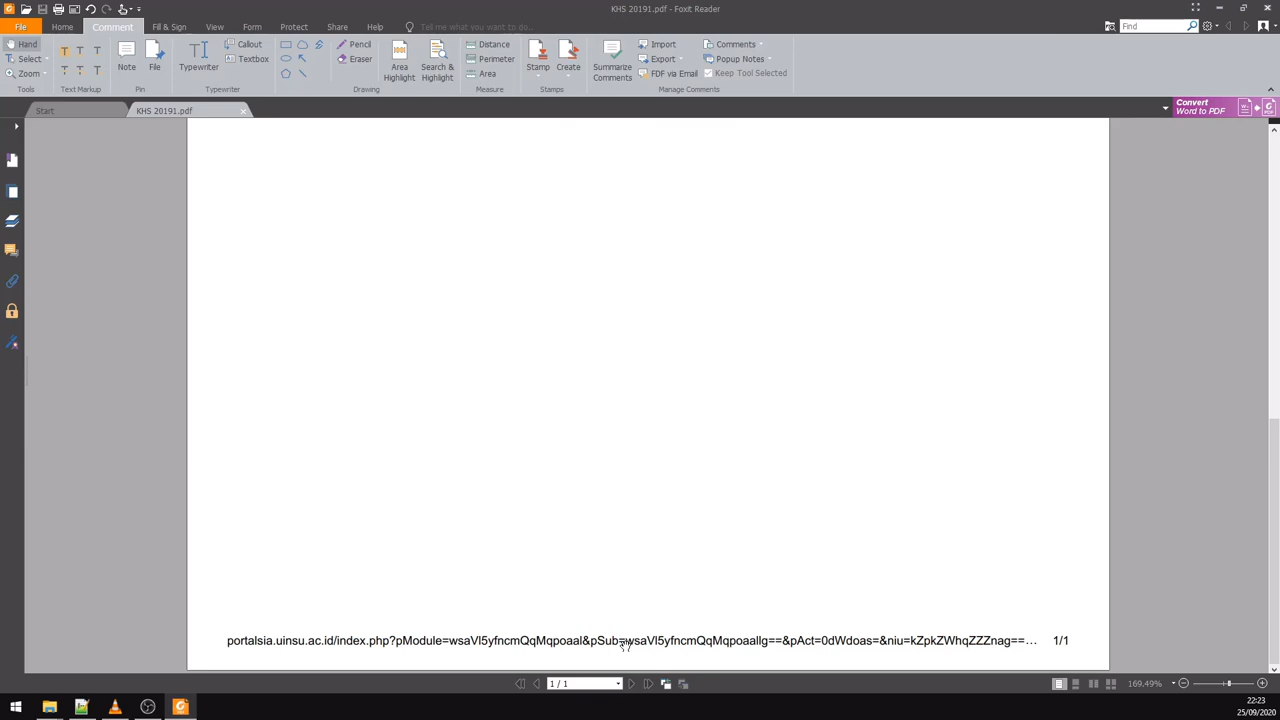 KHS 20191.pdf - Foxit Reader
File Home Comment Fill & Sign View Form Protect Share Help Tell me what you want to do... Find
Hand
Select
Zoom
Tools
Text Markup
Note
File
Pin
Typewriter
Callout
Textbox
Typewriter
Pencil
Eraser
Area Highlight
Search & Highlight
Drawing
Distance
Perimeter
Area
Measure
Stamp
Create
Stamps
Summarize Comments
Import
Export
FDF via Email
Comments
Popup Notes
Keep Tool Selected
Manage Comments
Start KHS 20191.pdf
Convert
Word to PDF
portalsia.uinsu.ac.id/index.php?pModule=wsaVl5yfncmQqMqpoaal&pSub=wsaVl5yfncmQqMqpoaallg==&pAct=0dWdoas=&niu=kZpkZWhqZZZnag==… 1/1
1 / 1 169.49%
22:23
25/09/2020